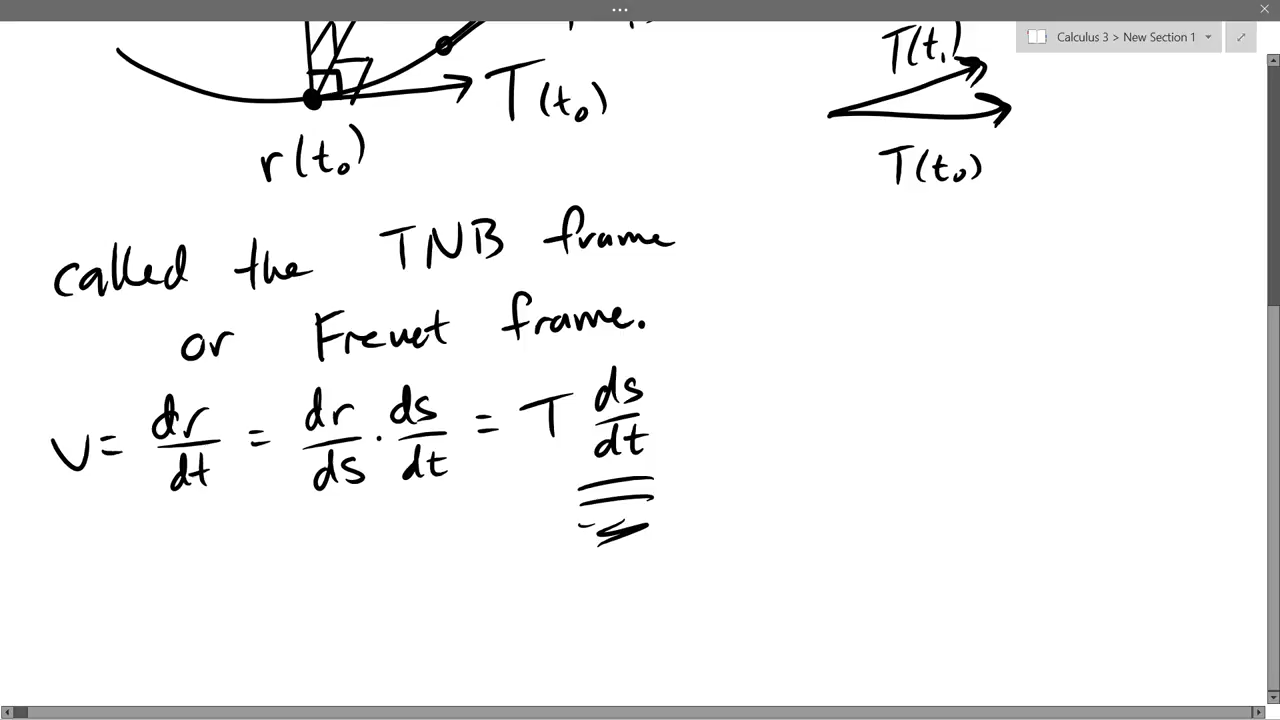 Calculus 3 > New Section 1
T(t₁)
T(t₀)
r(t₀)
T(t₀)
called the TNB frame
or Frenet frame.
v = dr/dt = dr/ds · ds/dt = T ds/dt